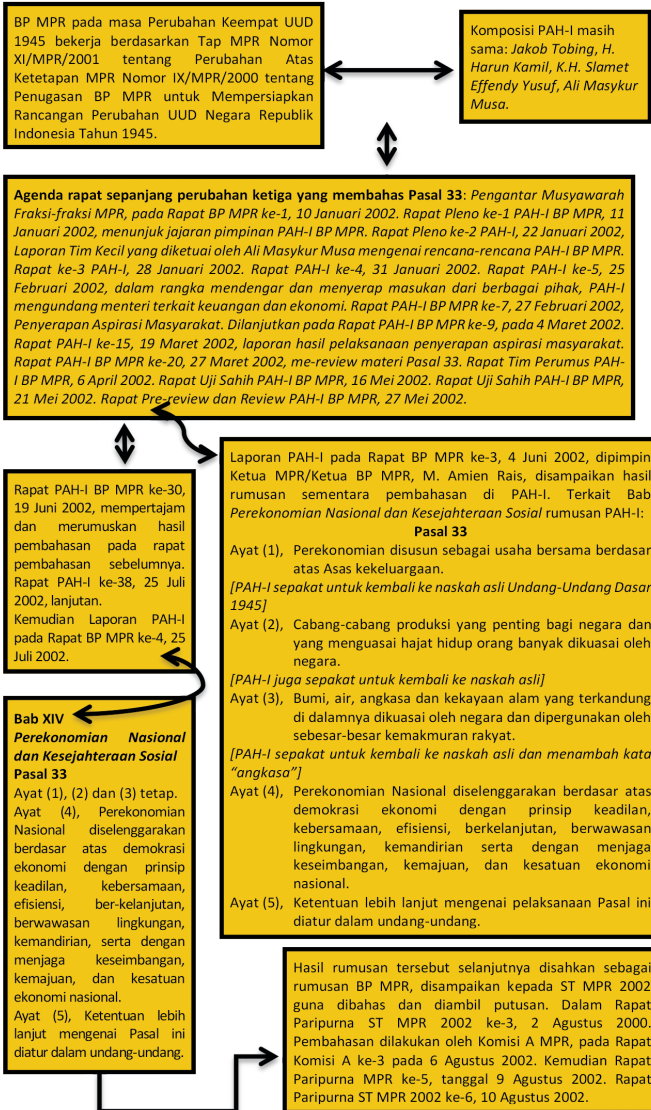 BP MPR pada masa Perubahan Keempat UUD
1945 bekerja berdasarkan Tap MPR Nomor
XI/MPR/2001 tentang Perubahan Atas
Ketetapan MPR Nomor IX/MPR/2000 tentang
Penugasan BP MPR untuk Mempersiapkan
Rancangan Perubahan UUD Negara Republik
Indonesia Tahun 1945.
Komposisi PAH-I masih
sama: Jakob Tobing, H.
Harun Kamil, K.H. Slamet
Effendy Yusuf, Ali Masykur
Musa.
Agenda rapat sepanjang perubahan ketiga yang membahas Pasal 33: Pengantar Musyawarah
Fraksi-fraksi MPR, pada Rapat BP MPR ke-1, 10 Januari 2002. Rapat Pleno ke-1 PAH-I BP MPR, 11
Januari 2002, menunjuk jajaran pimpinan PAH-I BP MPR. Rapat Pleno ke-2 PAH-I, 22 Januari 2002,
Laporan Tim Kecil yang diketuai oleh Ali Masykur Musa mengenai rencana-rencana PAH-I BP MPR.
Rapat ke-3 PAH-I, 28 Januari 2002. Rapat PAH-I ke-4, 31 Januari 2002. Rapat PAH-I ke-5, 25
Februari 2002, dalam rangka mendengar dan menyerap masukan dari berbagai pihak, PAH-I
mengundang menteri terkait keuangan dan ekonomi. Rapat PAH-I BP MPR ke-7, 27 Februari 2002,
Penyerapan Aspirasi Masyarakat. Dilanjutkan pada Rapat PAH-I BP MPR ke-9, pada 4 Maret 2002.
Rapat PAH-I ke-15, 19 Maret 2002, laporan hasil pelaksanaan penyerapan aspirasi masyarakat.
Rapat PAH-I BP MPR ke-20, 27 Maret 2002, me-review materi Pasal 33. Rapat Tim Perumus PAH-
I BP MPR, 6 April 2002. Rapat Uji Sahih PAH-I BP MPR, 16 Mei 2002. Rapat Uji Sahih PAH-I BP MPR,
21 Mei 2002. Rapat Pre-review dan Review PAH-I BP MPR, 27 Mei 2002.
Rapat PAH-I BP MPR ke-30,
19 Juni 2002, mempertajam
dan merumuskan hasil
pembahasan pada rapat
pembahasan sebelumnya.
Rapat PAH-I ke-38, 25 Juli
2002, lanjutan.
Kemudian Laporan PAH-I
pada Rapat BP MPR ke-4, 25
Juli 2002.
Laporan PAH-I pada Rapat BP MPR ke-3, 4 Juni 2002, dipimpin
Ketua MPR/Ketua BP MPR, M. Amien Rais, disampaikan hasil
rumusan sementara pembahasan di PAH-I. Terkait Bab
Perekonomian Nasional dan Kesejahteraan Sosial rumusan PAH-I:
Pasal 33
Ayat (1), Perekonomian disusun sebagai usaha bersama berdasar
atas Asas kekeluargaan.
[PAH-I sepakat untuk kembali ke naskah asli Undang-Undang Dasar
1945]
Ayat (2), Cabang-cabang produksi yang penting bagi negara dan
yang menguasai hajat hidup orang banyak dikuasai oleh
negara.
[PAH-I juga sepakat untuk kembali ke naskah asli]
Ayat (3), Bumi, air, angkasa dan kekayaan alam yang terkandung
di dalamnya dikuasai oleh negara dan dipergunakan oleh
sebesar-besar kemakmuran rakyat.
[PAH-I sepakat untuk kembali ke naskah asli dan menambah kata
“angkasa”]
Ayat (4), Perekonomian Nasional diselenggarakan berdasar atas
demokrasi ekonomi dengan prinsip keadilan,
kebersamaan, efisiensi, berkelanjutan, berwawasan
lingkungan, kemandirian serta dengan menjaga
keseimbangan, kemajuan, dan kesatuan ekonomi
nasional.
Ayat (5), Ketentuan lebih lanjut mengenai pelaksanaan Pasal ini
diatur dalam undang-undang.
Bab XIV
Perekonomian Nasional
dan Kesejahteraan Sosial
Pasal 33
Ayat (1), (2) dan (3) tetap.
Ayat (4), Perekonomian
Nasional diselenggarakan
berdasar atas demokrasi
ekonomi dengan prinsip
keadilan, kebersamaan,
efisiensi, ber-kelanjutan,
berwawasan lingkungan,
kemandirian, serta dengan
menjaga keseimbangan,
kemajuan, dan kesatuan
ekonomi nasional.
Ayat (5), Ketentuan lebih
lanjut mengenai Pasal ini
diatur dalam undang-undang.
Hasil rumusan tersebut selanjutnya disahkan sebagai
rumusan BP MPR, disampaikan kepada ST MPR 2002
guna dibahas dan diambil putusan. Dalam Rapat
Paripurna ST MPR 2002 ke-3, 2 Agustus 2000.
Pembahasan dilakukan oleh Komisi A MPR, pada Rapat
Komisi A ke-3 pada 6 Agustus 2002. Kemudian Rapat
Paripurna MPR ke-5, tanggal 9 Agustus 2002. Rapat
Paripurna ST MPR 2002 ke-6, 10 Agustus 2002.